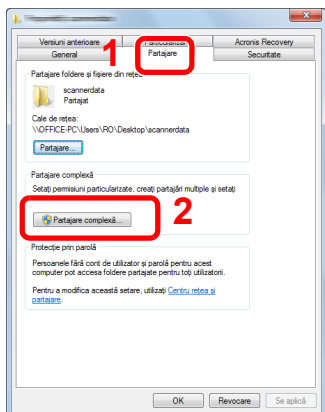 Versiuni anterioare
Acronis Recovery
General
Partajare
Securitate
1
Partajare foldere și fișiere din rețea
scannerdata
Partajat
Cale de rețea:
\\OFFICE-PC\Users\RO\Desktop\scannerdata
Partajare...
Partajare complexă
Setați permisiuni particularizate, creați partajări multiple și setați
Partajare complexă...
2
Protecție prin parolă
Persoanele fără cont de utilizator și parolă pentru acest
computer pot accesa foldere partajate pentru toți utilizatorii.
Pentru a modifica această setare, utilizați Centru rețea și
partajare.
OK
Revocare
Se aplică